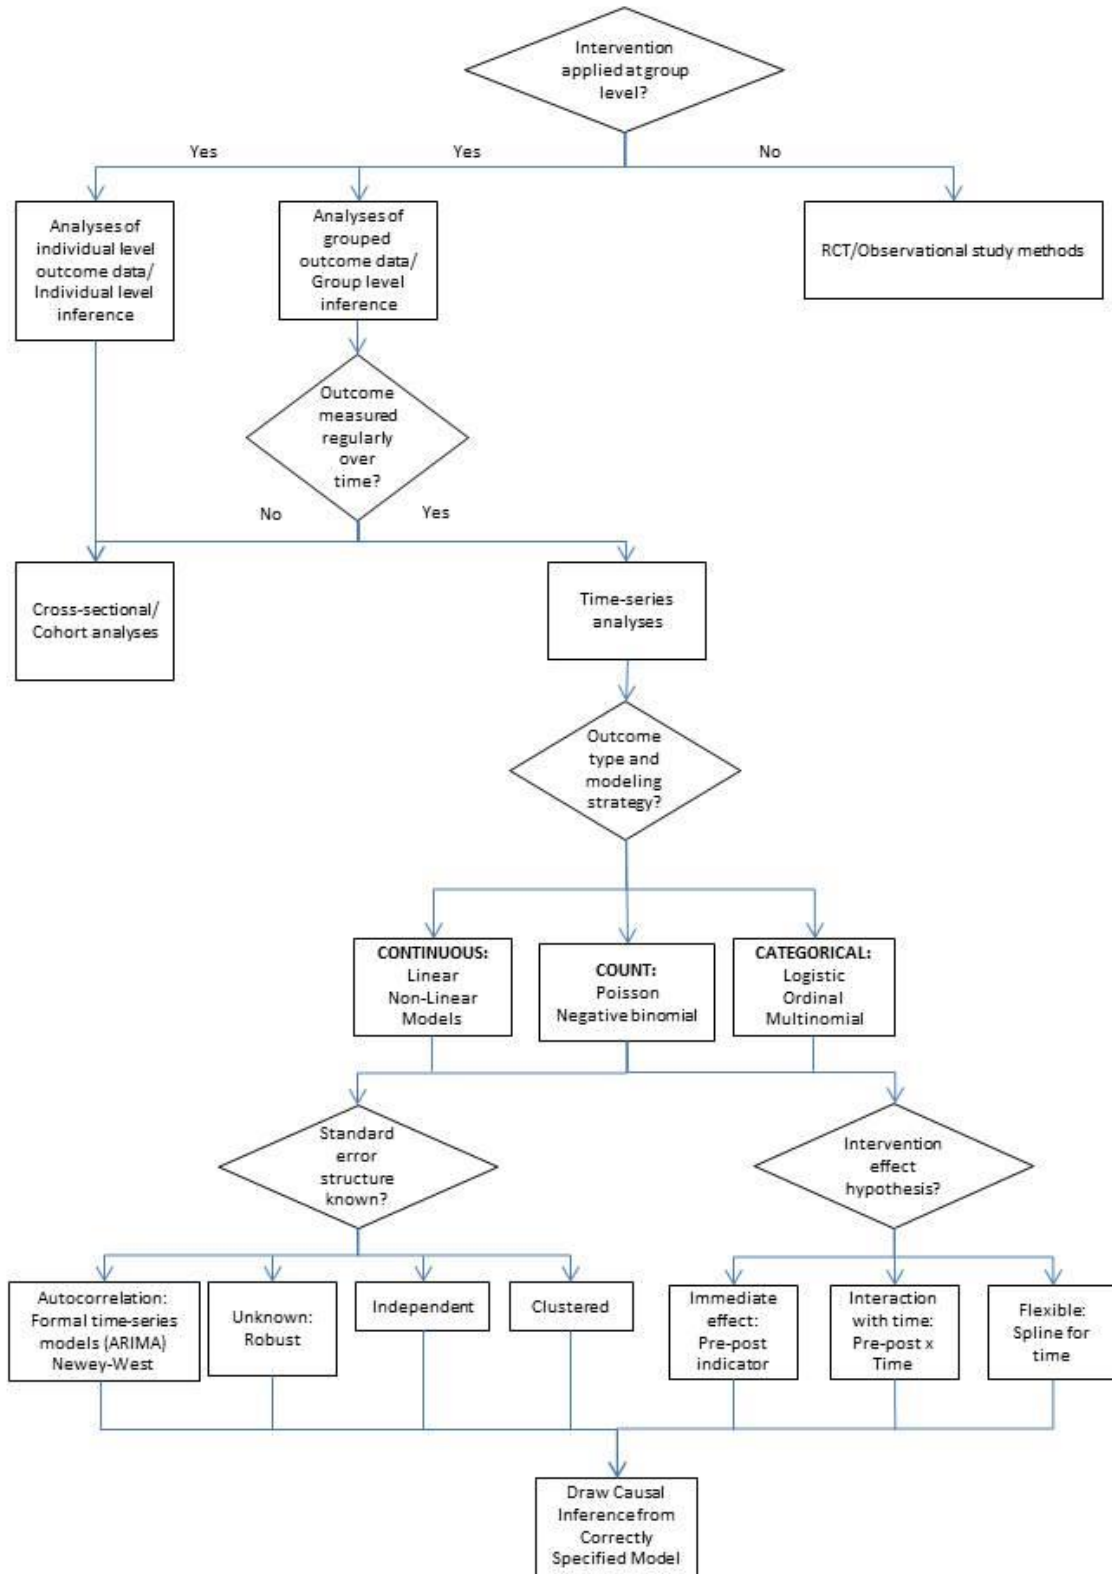 Intervention
applied at group
level?
Yes
Yes
No
Analyses of
individual level
outcome data/
Individual level
inference
Analyses of
grouped
outcome data/
Group level
inference
RCT/Observational study methods
Outcome
measured
regularly
over
time?
No
Yes
Cross-sectional/
Cohort analyses
Time-series
analyses
Outcome
type and
modeling
strategy?
CONTINUOUS:
Linear
Non-Linear
Models
COUNT:
Poisson
Negative binomial
CATEGORICAL:
Logistic
Ordinal
Multinomial
Standard
error
structure
known?
Intervention
effect
hypothesis?
Autocorrelation:
Formal time-series
models (ARIMA)
Newey-West
Unknown:
Robust
Independent
Clustered
Immediate
effect:
Pre-post
indicator
Interaction
with time:
Pre-post x
Time
Flexible:
Spline for
time
Draw Causal
Inference from
Correctly
Specified Model